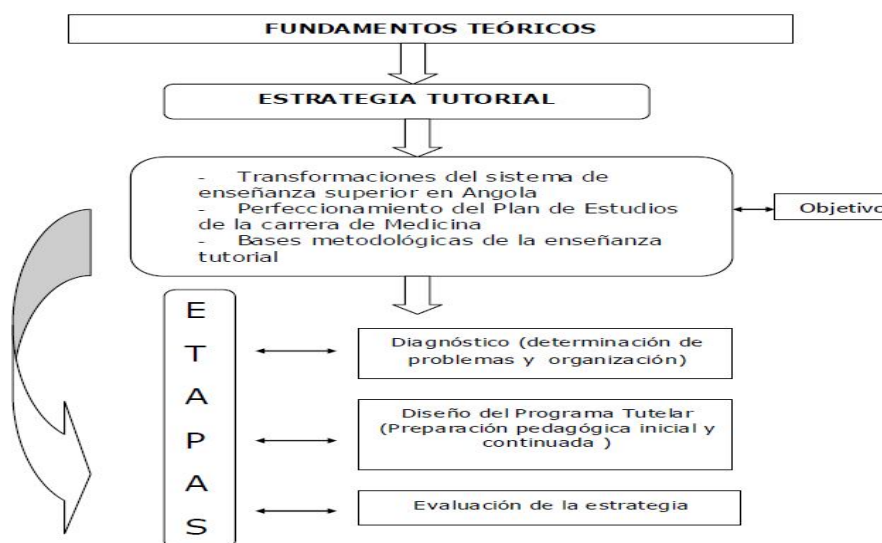 FUNDAMENTOS TEÓRICOS
ESTRATEGIA TUTORIAL
- Transformaciones del sistema de
enseñanza superior en Angola
- Perfeccionamiento del Plan de Estudios
de la carrera de Medicina
- Bases metodológicas de la enseñanza
tutorial
Objetivo
E
T
A
P
A
S
Diagnóstico (determinación de
problemas y organización)
Diseño del Programa Tutelar
(Preparación pedagógica inicial y
continuada )
Evaluación de la estrategia